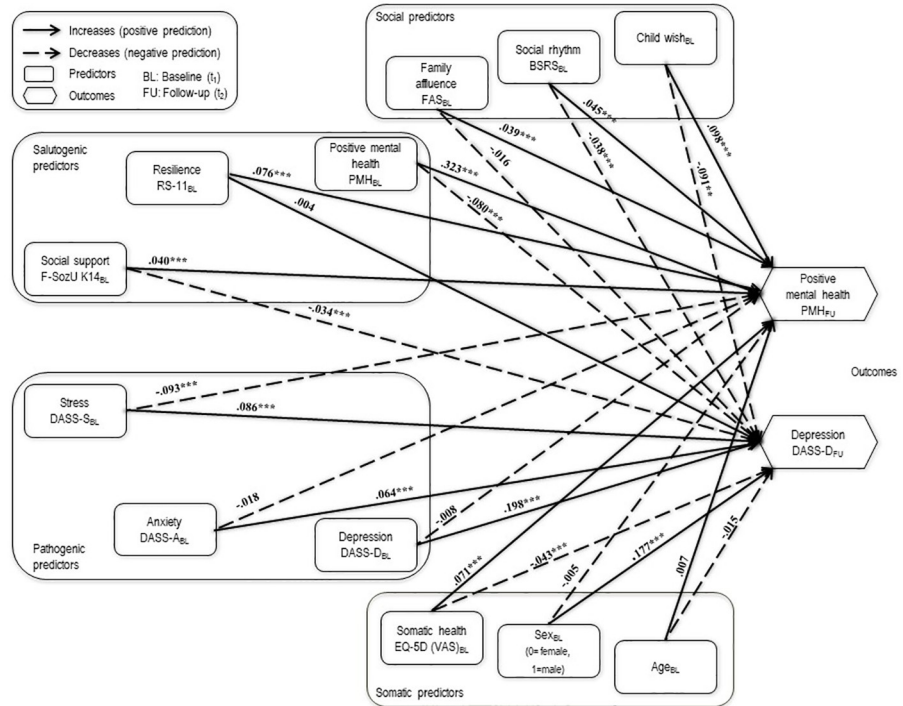 Increases (positive prediction)
Decreases (negative prediction)
Predictors
BL: Baseline (t1)
Outcomes
FU: Follow-up (t2)
Social predictors
Family
affluence
FASBL
Social rhythm
BSRSBL
Child wishBL
Salutogenic
predictors
Resilience
RS-11BL
Positive mental
health
PMHBL
Social support
F-SozU K14BL
.039***
-.016
.045***
-.038***
.098***
-.091**
.076***
.004
.323***
-.080***
.040***
-.034***
Positive
mental health
PMHFU
Outcomes
Depression
DASS-DFU
Stress
DASS-SBL
-.093***
.086***
Anxiety
DASS-ABL
-.018
.064***
Depression
DASS-DBL
-.008
.198***
Pathogenic
predictors
.071***
-.043***
-.005
.177***
.007
-.015
Somatic health
EQ-5D (VAS)BL
SexBL
(0= female,
1=male)
AgeBL
Somatic predictors